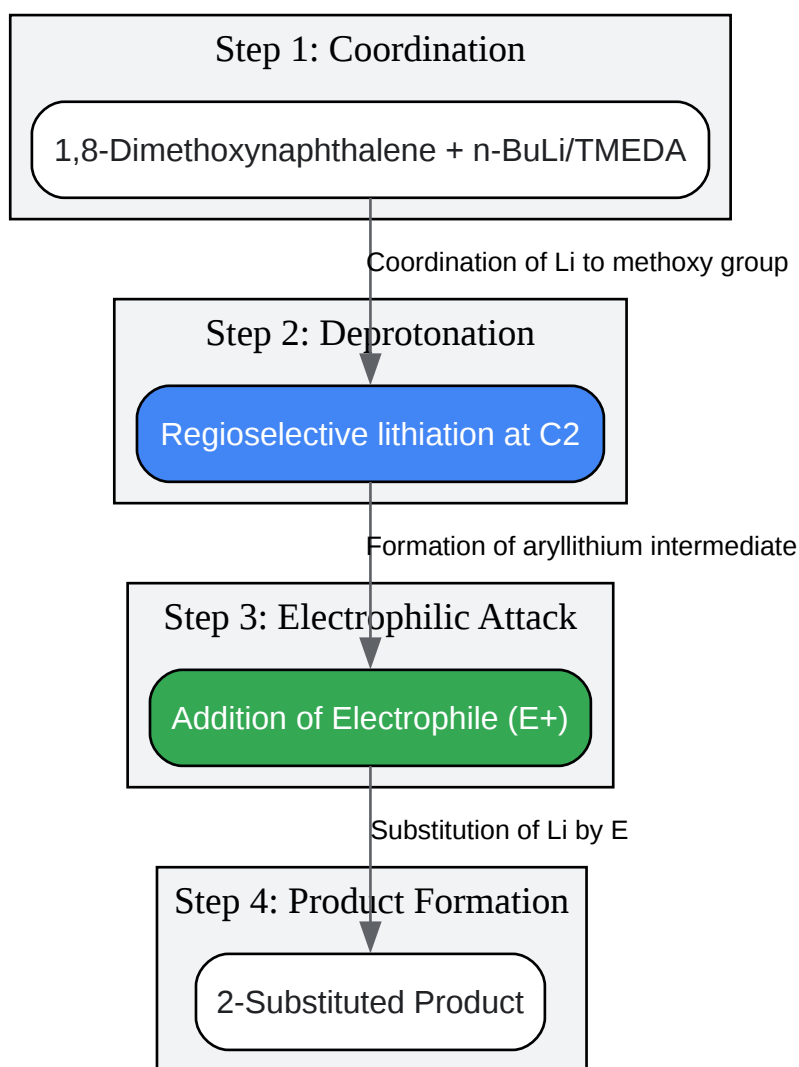 Step 1: Coordination
1,8-Dimethoxynaphthalene + n-BuLi/TMEDA
Coordination of Li to methoxy group
Step 2: Deprotonation
Regioselective lithiation at C2
Formation of aryllithium intermediate
Step 3: Electrophilic Attack
Addition of Electrophile (E+)
Substitution of Li by E
Step 4: Product Formation
2-Substituted Product